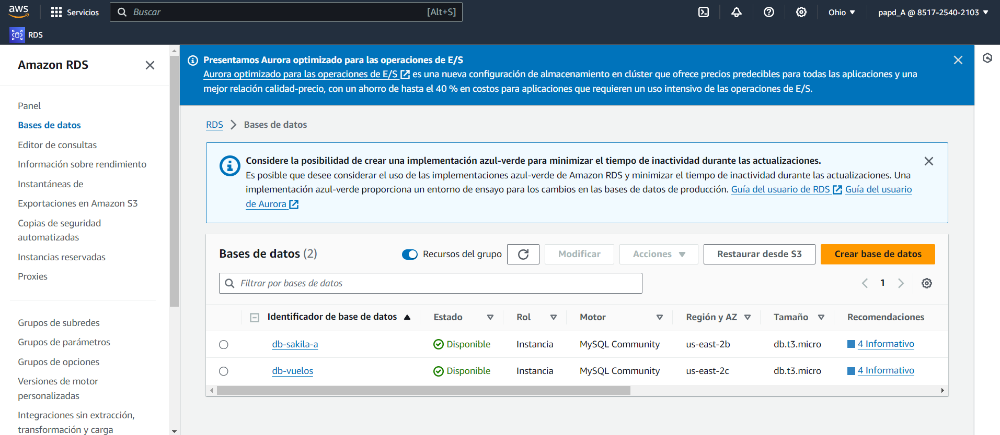 aws
Servicios
Buscar
[Alt+S]
Ohio
papd_A @ 8517-2540-2103
RDS
Amazon RDS
Panel
Bases de datos
Editor de consultas
Información sobre rendimiento
Instantáneas de
Exportaciones en Amazon S3
Copias de seguridad
automatizadas
Instancias reservadas
Proxies
Grupos de subredes
Grupos de parámetros
Grupos de opciones
Versiones de motor
personalizadas
Integraciones sin extracción,
transformación y carga
Presentamos Aurora optimizado para las operaciones de E/S
Aurora optimizado para las operaciones de E/S es una nueva configuración de almacenamiento en clúster que ofrece precios predecibles para todas las aplicaciones y una
mejor relación calidad-precio, con un ahorro de hasta el 40 % en costos para aplicaciones que requieren un uso intensivo de las operaciones de E/S.
RDS > Bases de datos
Considere la posibilidad de crear una implementación azul-verde para minimizar el tiempo de inactividad durante las actualizaciones.
Es posible que desee considerar el uso de las implementaciones azul-verde de Amazon RDS y minimizar el tiempo de inactividad durante las actualizaciones. Una
implementación azul-verde proporciona un entorno de ensayo para los cambios en las bases de datos de producción. Guía del usuario de RDS Guía del usuario
de Aurora
Bases de datos (2)
Recursos del grupo
Modificar
Acciones
Restaurar desde S3
Crear base de datos
Filtrar por bases de datos
1
Identificador de base de datos Estado Rol Motor Región y AZ Tamaño Recomendaciones
db-sakila-a Disponible Instancia MySQL Community us-east-2b db.t3.micro 4 Informativo
db-vuelos Disponible Instancia MySQL Community us-east-2c db.t3.micro 4 Informativo